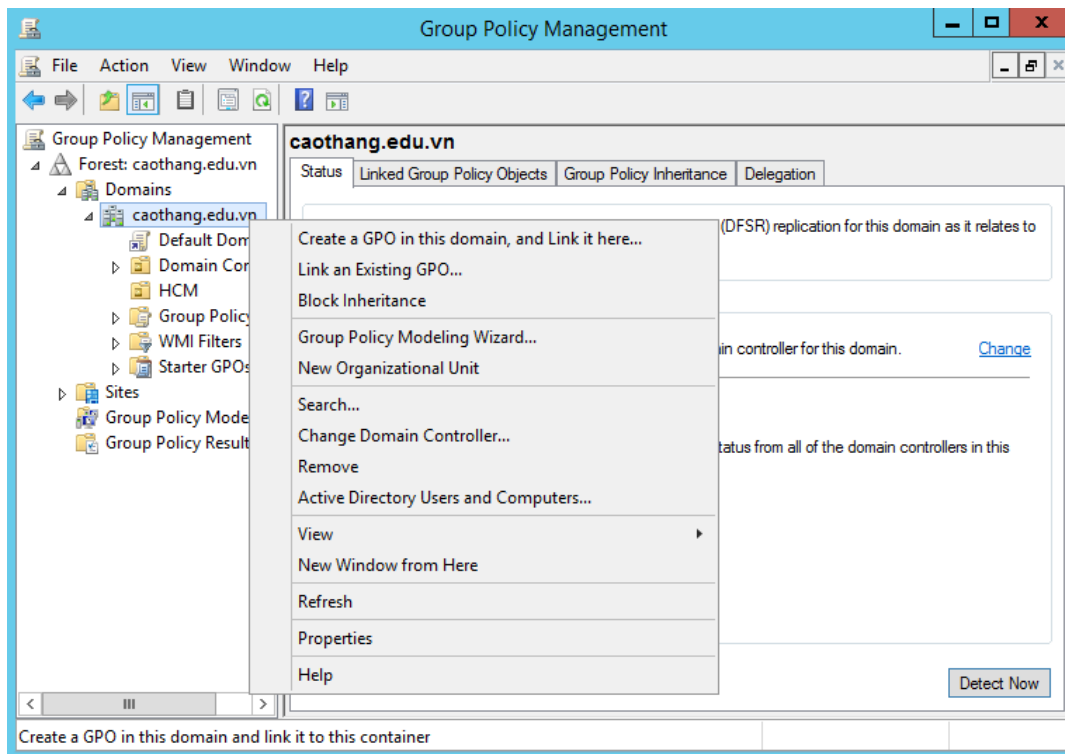 Group Policy Management
File Action View Window Help
Group Policy Management
Forest: caothang.edu.vn
Domains
caothang.edu.vn
Default Dom
Domain Cor
HCM
Group Policy
WMI Filters
Starter GPOs
Sites
Group Policy Mode
Group Policy Result
caothang.edu.vn
Status Linked Group Policy Objects Group Policy Inheritance Delegation
(DFSR) replication for this domain as it relates to
in controller for this domain. Change
tatus from all of the domain controllers in this
Detect Now
Create a GPO in this domain, and Link it here...
Link an Existing GPO...
Block Inheritance
Group Policy Modeling Wizard...
New Organizational Unit
Search...
Change Domain Controller...
Remove
Active Directory Users and Computers...
View
New Window from Here
Refresh
Properties
Help
Create a GPO in this domain and link it to this container